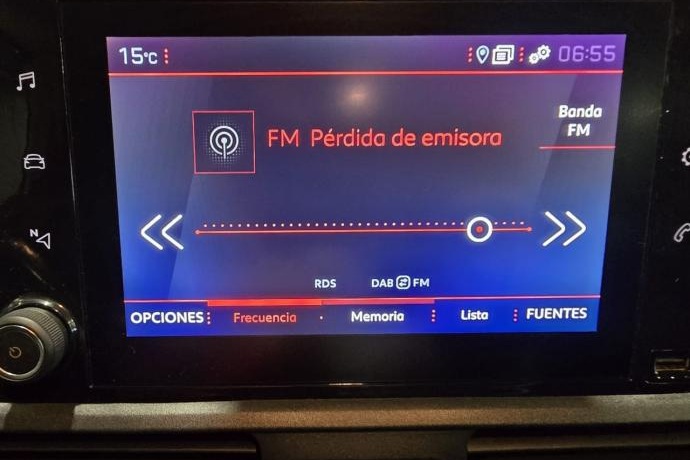 15°C
06:55
Banda
FM
FM Pérdida de emisora
N
RDS DAB FM
OPCIONES Frecuencia Memoria Lista FUENTES